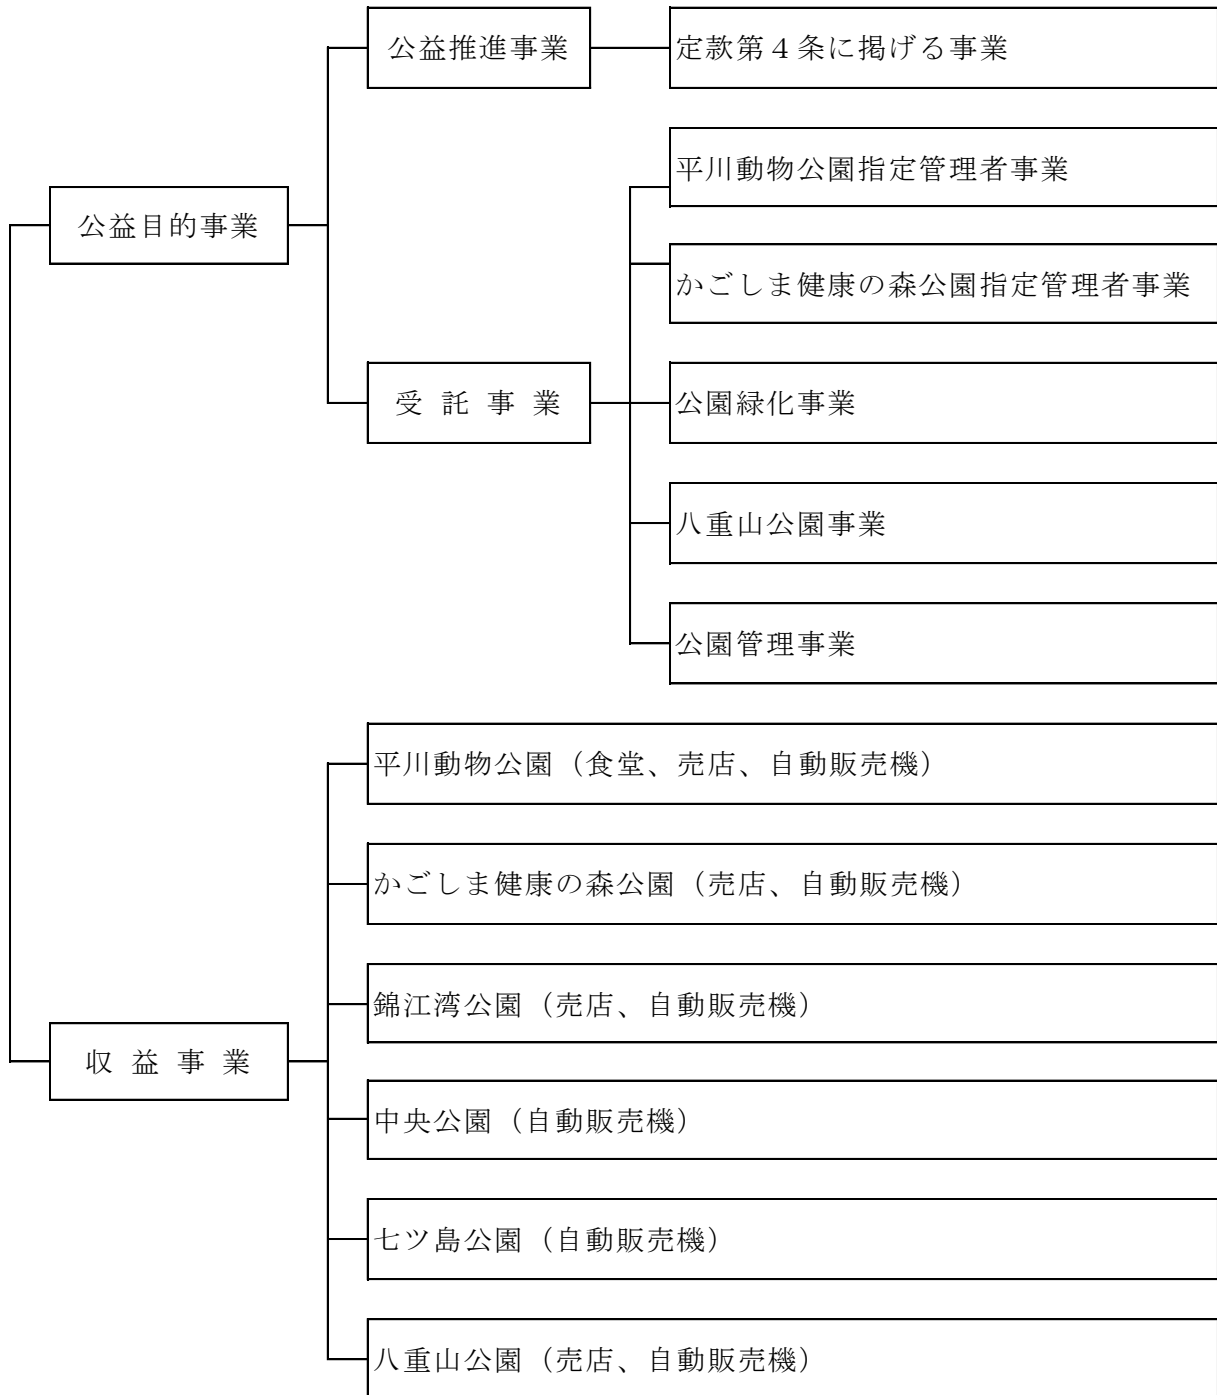 公益推進事業
定款第４条に掲げる事業
平川動物公園指定管理者事業
公益目的事業
かごしま健康の森公園指定管理者事業
受託事業
公園緑化事業
八重山公園事業
公園管理事業
平川動物公園（食堂、売店、自動販売機）
かごしま健康の森公園（売店、自動販売機）
錦江湾公園（売店、自動販売機）
収益事業
中央公園（自動販売機）
七ツ島公園（自動販売機）
八重山公園（売店、自動販売機）